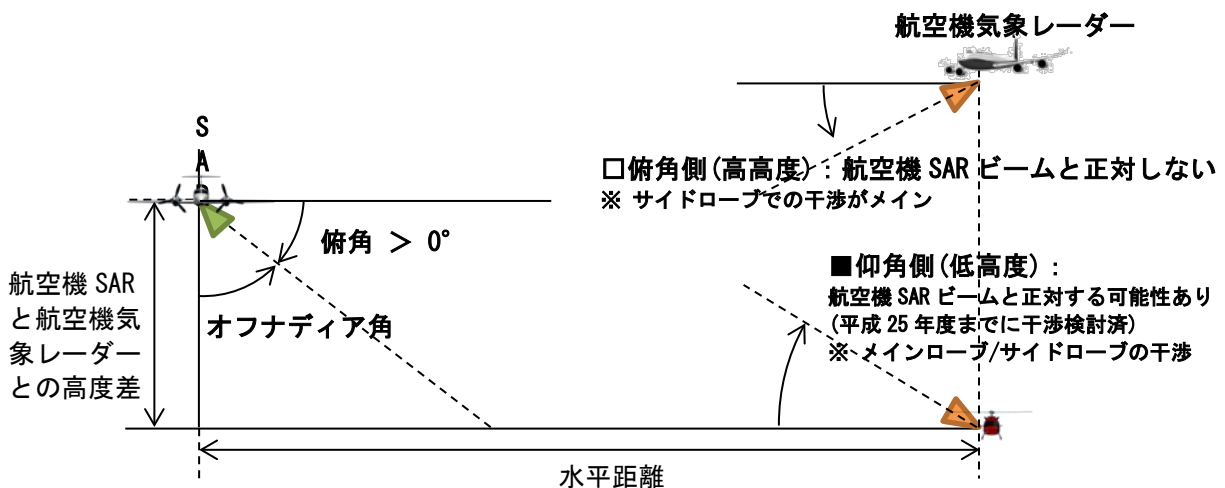 航空機気象レーダー
S
A
□俯角側(高高度)：航空機 SAR ビームと正対しない
※ サイドローブでの干渉がメイン
俯角 ＞ 0°
■仰角側(低高度)：
航空機 SAR ビームと正対する可能性あり
(平成 25 年度までに干渉検討済)
※ メインローブ/サイドローブの干渉
航空機 SAR
と航空機気
象レーダー
との高度差
オフナディア角
水平距離